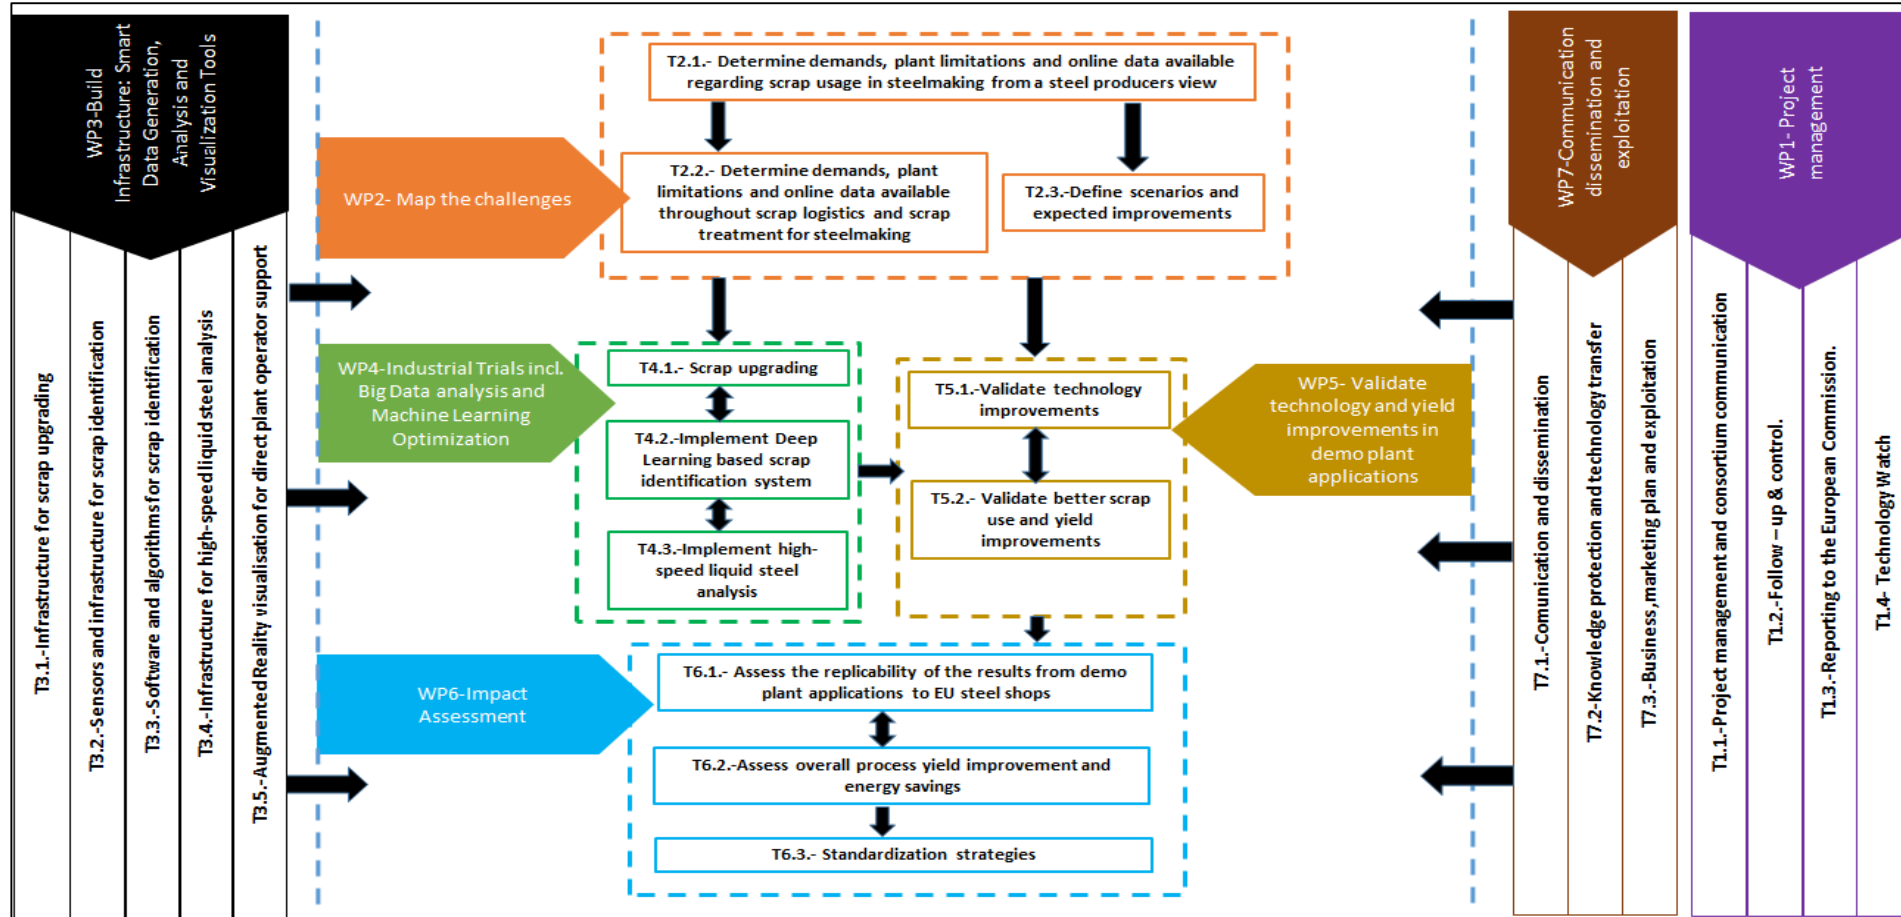 WP3-Build
Infrastructure: Smart
Data Generation,
Analysis and
Visualization Tools
T3.1.-Infrastructure for scrap upgrading
T3.2.-Sensors and infrastructure for scrap identification
T3.3.-Software and algorithms for scrap identification
T3.4.-Infrastructure for high-speed liquid steel analysis
T3.5.-Augmented Reality visualisation for direct plant operator support
WP2- Map the challenges
T2.1.- Determine demands, plant limitations and online data available
regarding scrap usage in steelmaking from a steel producers view
T2.2.- Determine demands, plant
limitations and online data available
throughout scrap logistics and scrap
treatment for steelmaking
T2.3.-Define scenarios and
expected improvements
WP4-Industrial Trials incl.
Big Data analysis and
Machine Learning
Optimization
T4.1.- Scrap upgrading
T4.2.-Implement Deep
Learning based scrap
identification system
T4.3.-Implement high-
speed liquid steel
analysis
T5.1.-Validate technology
improvements
T5.2.- Validate better scrap
use and yield
improvements
WP5- Validate
technology and yield
improvements in
demo plant
applications
WP6-Impact
Assessment
T6.1.- Assess the replicability of the results from demo
plant applications to EU steel shops
T6.2.-Assess overall process yield improvement and
energy savings
T6.3.- Standardization strategies
WP7-Communication
dissemination and
exploitation
T7.1.-Comunication and dissemination
T7.2-Knowledge protection and technology transfer
T7.3.-Business,marketing plan and exploitation
WP1- Project
management
T1.1.-Project management and consortium communication
T1.2.-Follow – up & control.
T1.3.-Reporting to the European Commission.
T1.4- Technology Watch